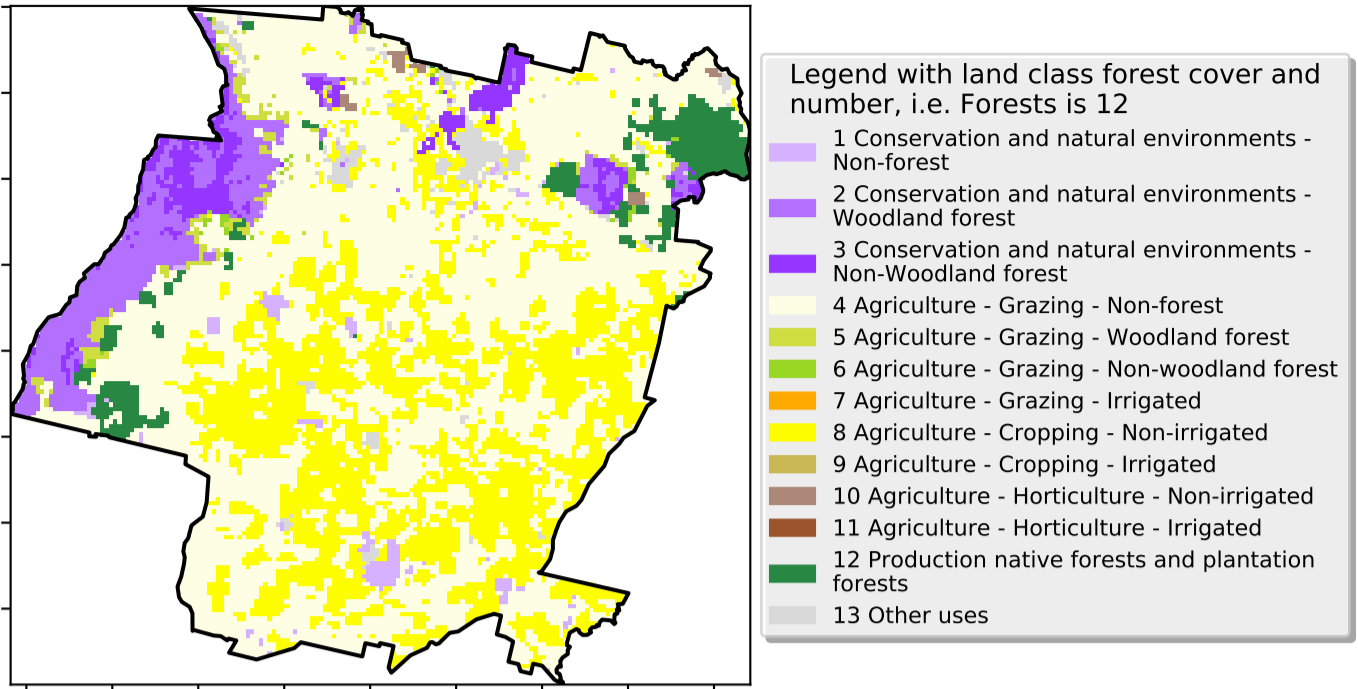 Legend with land class forest cover and
number, i.e. Forests is 12
1 Conservation and natural environments -
Non-forest
2 Conservation and natural environments -
Woodland forest
3 Conservation and natural environments -
Non-Woodland forest
4 Agriculture - Grazing - Non-forest
5 Agriculture - Grazing - Woodland forest
6 Agriculture - Grazing - Non-woodland forest
7 Agriculture - Grazing - Irrigated
8 Agriculture - Cropping - Non-irrigated
9 Agriculture - Cropping - Irrigated
10 Agriculture - Horticulture - Non-irrigated
11 Agriculture - Horticulture - Irrigated
12 Production native forests and plantation
forests
13 Other uses